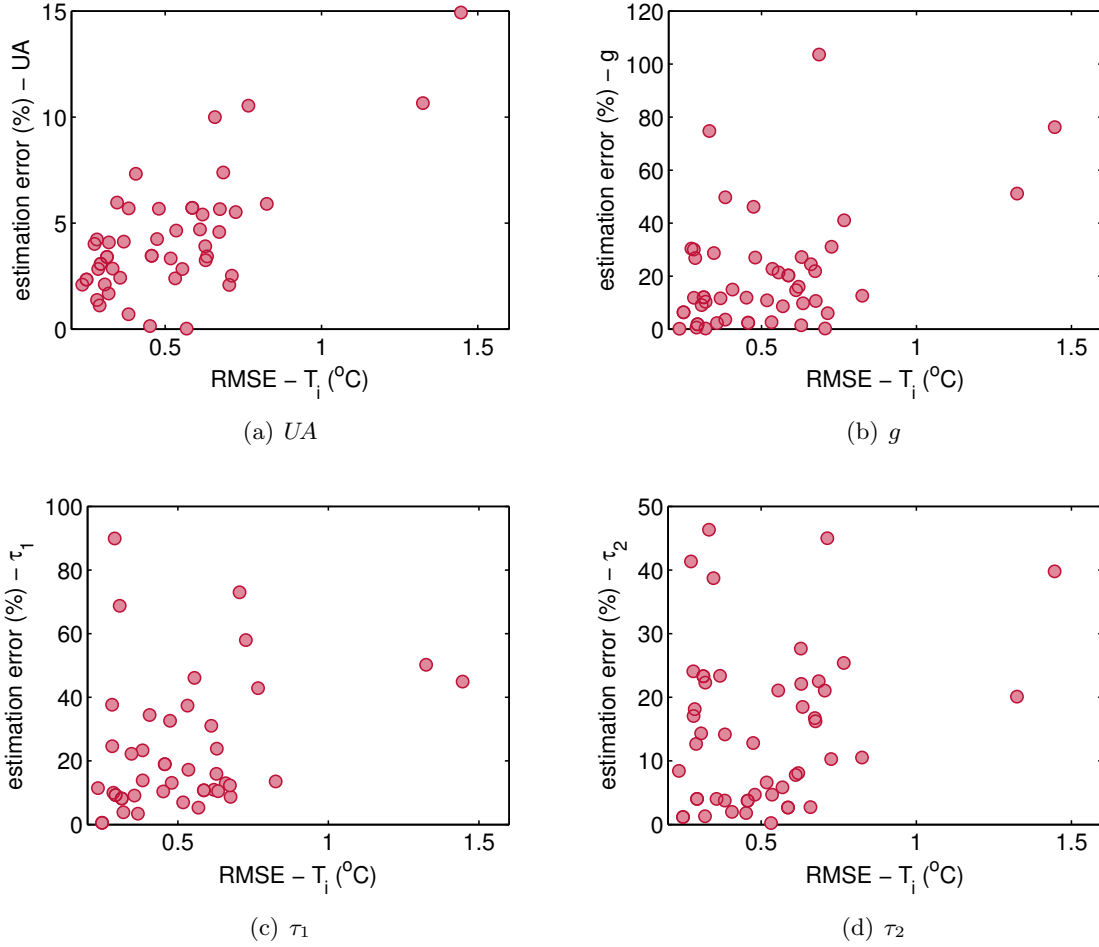 15
10
5
0
0.5
1
1.5
estimation error (%) – UA
RMSE – T_i (°C)
(a) UA
120
100
80
60
40
20
0
0.5
1
1.5
estimation error (%) – g
RMSE – T_i (°C)
(b) g
100
80
60
40
20
0
0.5
1
1.5
estimation error (%) – τ_1
RMSE – T_i (°C)
(c) τ_1
50
40
30
20
10
0
0.5
1
1.5
estimation error (%) – τ_2
RMSE – T_i (°C)
(d) τ_2